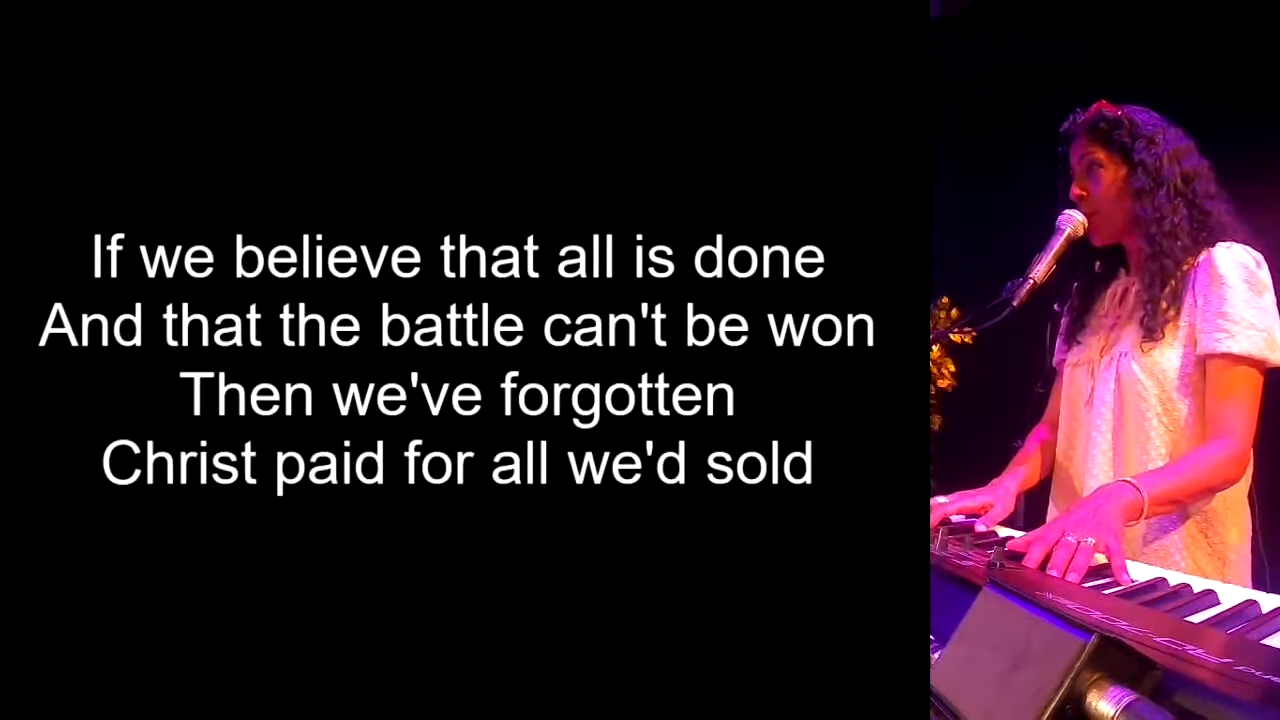 If we believe that all is done
And that the battle can't be won
Then we've forgotten
Christ paid for all we'd sold